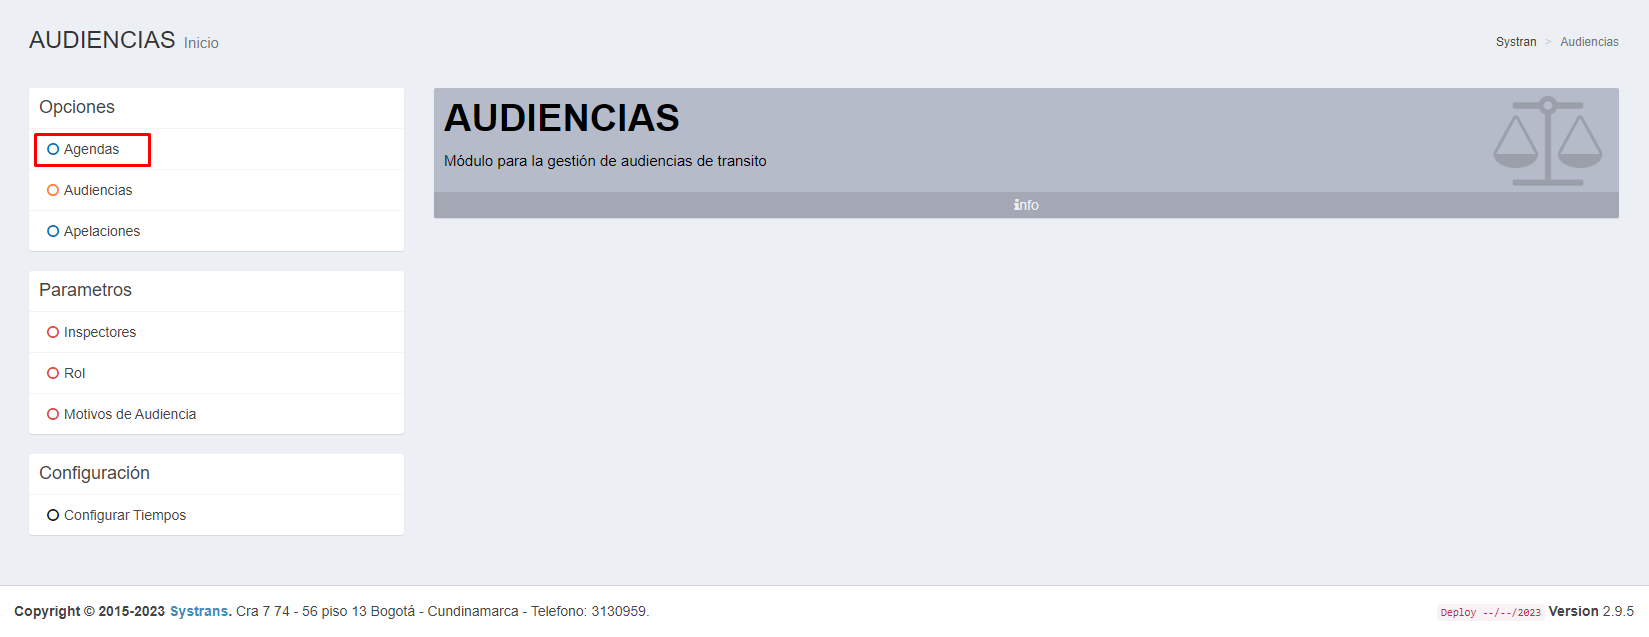 AUDIENCIAS Inicio
Systran > Audiencias
Opciones
Agendas
Audiencias
Apelaciones
Parametros
Inspectores
Rol
Motivos de Audiencia
Configuración
Configurar Tiempos
AUDIENCIAS
Módulo para la gestión de audiencias de transito
info
Copyright © 2015-2023 Systrans. Cra 7 74 - 56 piso 13 Bogotá - Cundinamarca - Telefono: 3130959.
Deploy --/--/2023 Version 2.9.5